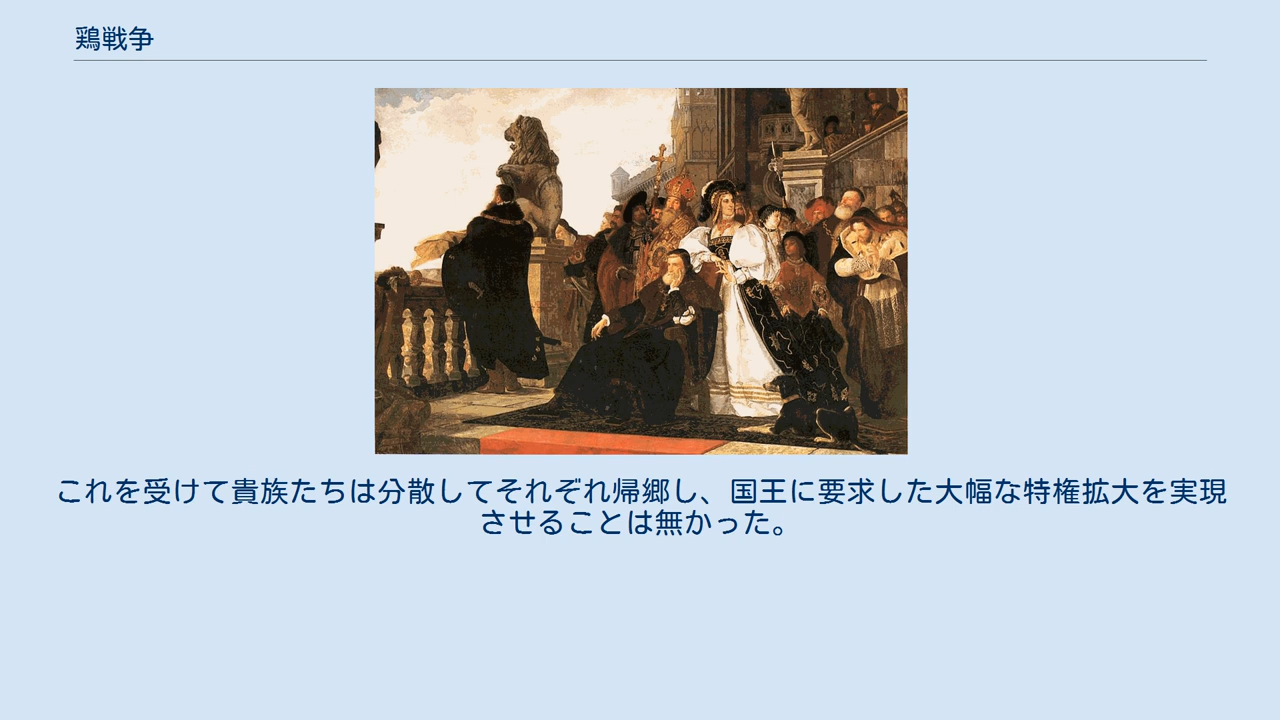 鶏戦争
これを受けて貴族たちは分散してそれぞれ帰郷し、国王に要求した大幅な特権拡大を実現
させることは無かった。